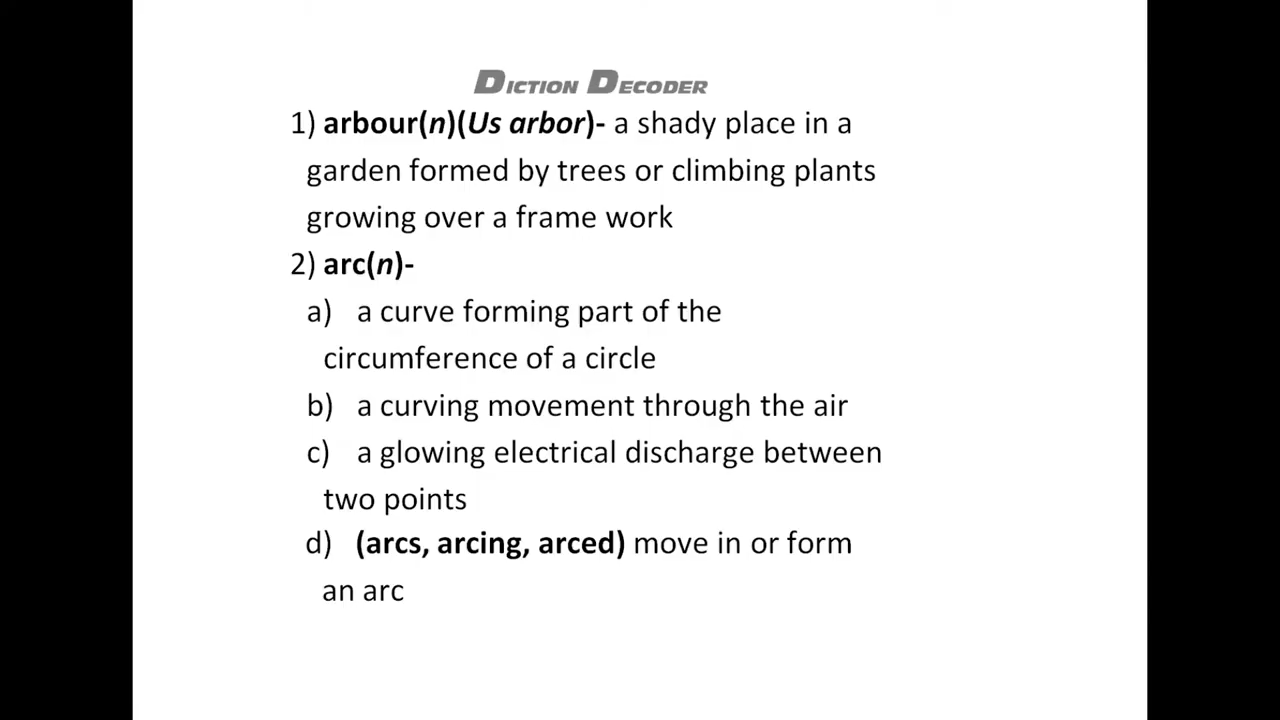 DICTION DECODER
1) arbour(n)(Us arbor)- a shady place in a
garden formed by trees or climbing plants
growing over a frame work
2) arc(n)-
a) a curve forming part of the
circumference of a circle
b) a curving movement through the air
c) a glowing electrical discharge between
two points
d) (arcs, arcing, arced) move in or form
an arc